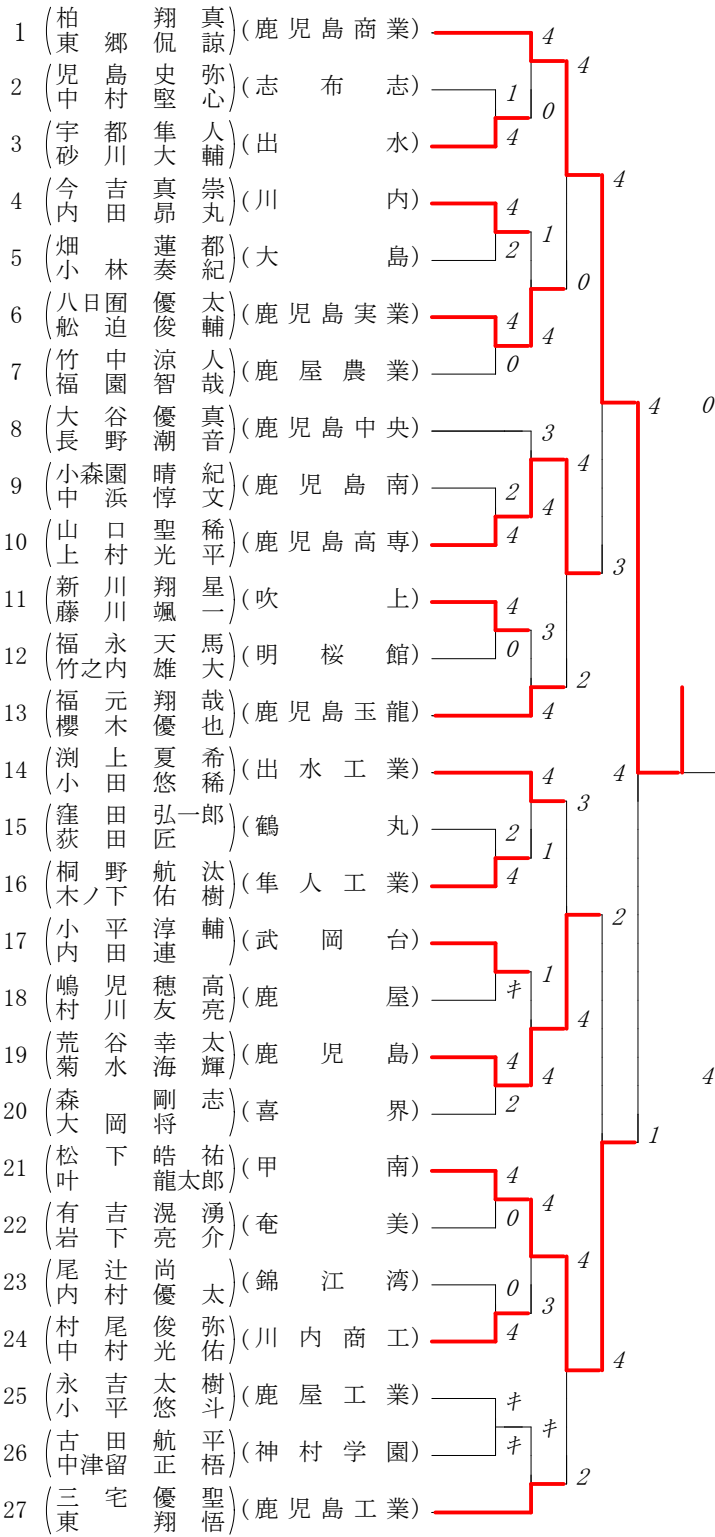 1 柏 翔真 東郷侃諒 (鹿児島商業)
2 児島史弥 中村堅心 (志布志)
3 宇都隼人 砂川大輔 (出水)
4 今吉真崇 内田昴丸 (川内)
5 畑 蓮都 小林奏紀 (大島)
6 八日囿優太 舩迫俊輔 (鹿児島実業)
7 竹中涼人 福園智哉 (鹿屋農業)
8 大谷優真 長野潮音 (鹿児島中央)
9 小森園晴紀 中浜惇文 (鹿児島南)
10 山口聖稀 上村光平 (鹿児島高専)
11 新川翔星 藤川颯一 (吹上)
12 福永天馬 竹之内雄大 (明桜館)
13 福元翔哉 櫻木優也 (鹿児島玉龍)
14 渕上夏希 小田悠稀 (出水工業)
15 窪田弘一郎 荻田匠 (鶴丸)
16 桐野航汰 木ノ下佑樹 (隼人工業)
17 小平淳輔 内田連 (武岡台)
18 嶋児穂高 村川友亮 (鹿屋)
19 荒谷幸太 菊水海輝 (鹿児島)
20 森 剛志 大岡将 (喜界)
21 松下皓祐 叶 龍太郎 (甲南)
22 有吉滉湧 岩下亮介 (奄美)
23 尾辻尚 内村優太 (錦江湾)
24 村尾俊弥 中村光佑 (川内商工)
25 永吉太樹 小平悠斗 (鹿屋工業)
26 古田航平 中津留正梧 (神村学園)
27 三宅優聖 東 翔悟 (鹿児島工業)
4 0
1 4
4 2
1 4
4 0
4 0
3 4
2 4
4 0
3 4
4 2
4 3
4 1
2 4
1 4
キ
4 2
3 4
4 3
4 0
0 4
キ キ
キ
4 2
2 4
4 1
0
4